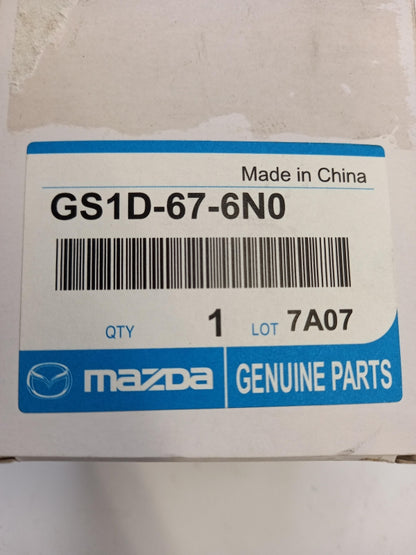 Made in China
GS1D-67-6N0
QTY 1 LOT 7A07
mazda GENUINE PARTS